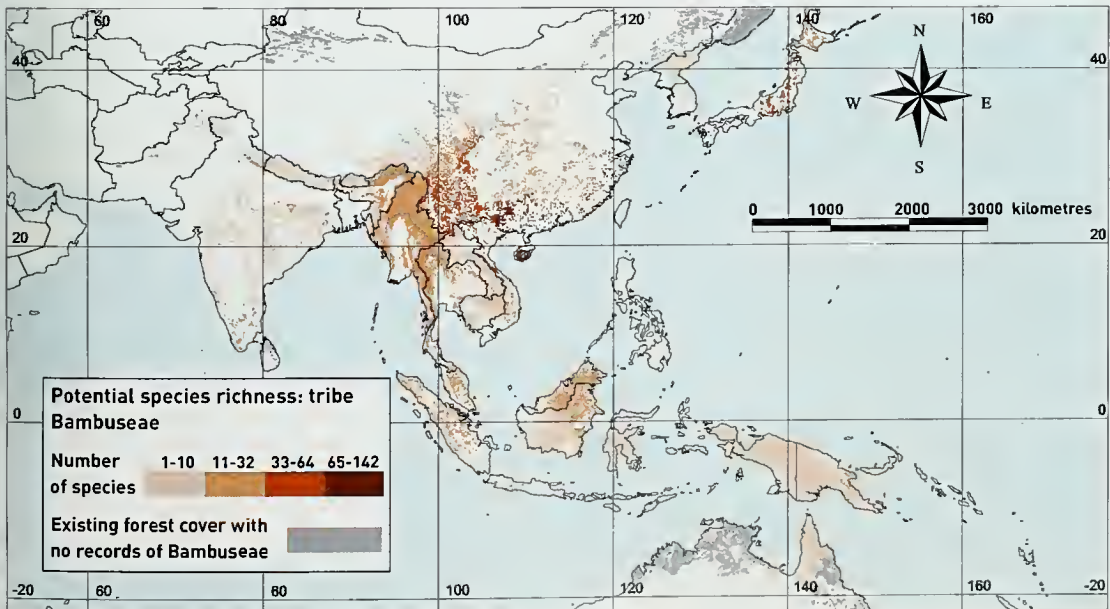 60 80 100 120 140 160
N
40 40
W E
S
0 1000 2000 3000 kilometres
20 20
Potential species richness: tribe
Bambuseae
0 0
Number 1-10 11-32 33-64 65-142
of species
Existing forest cover with
no records of Bambuseae
-20 60 80 100 120 140 160 -20